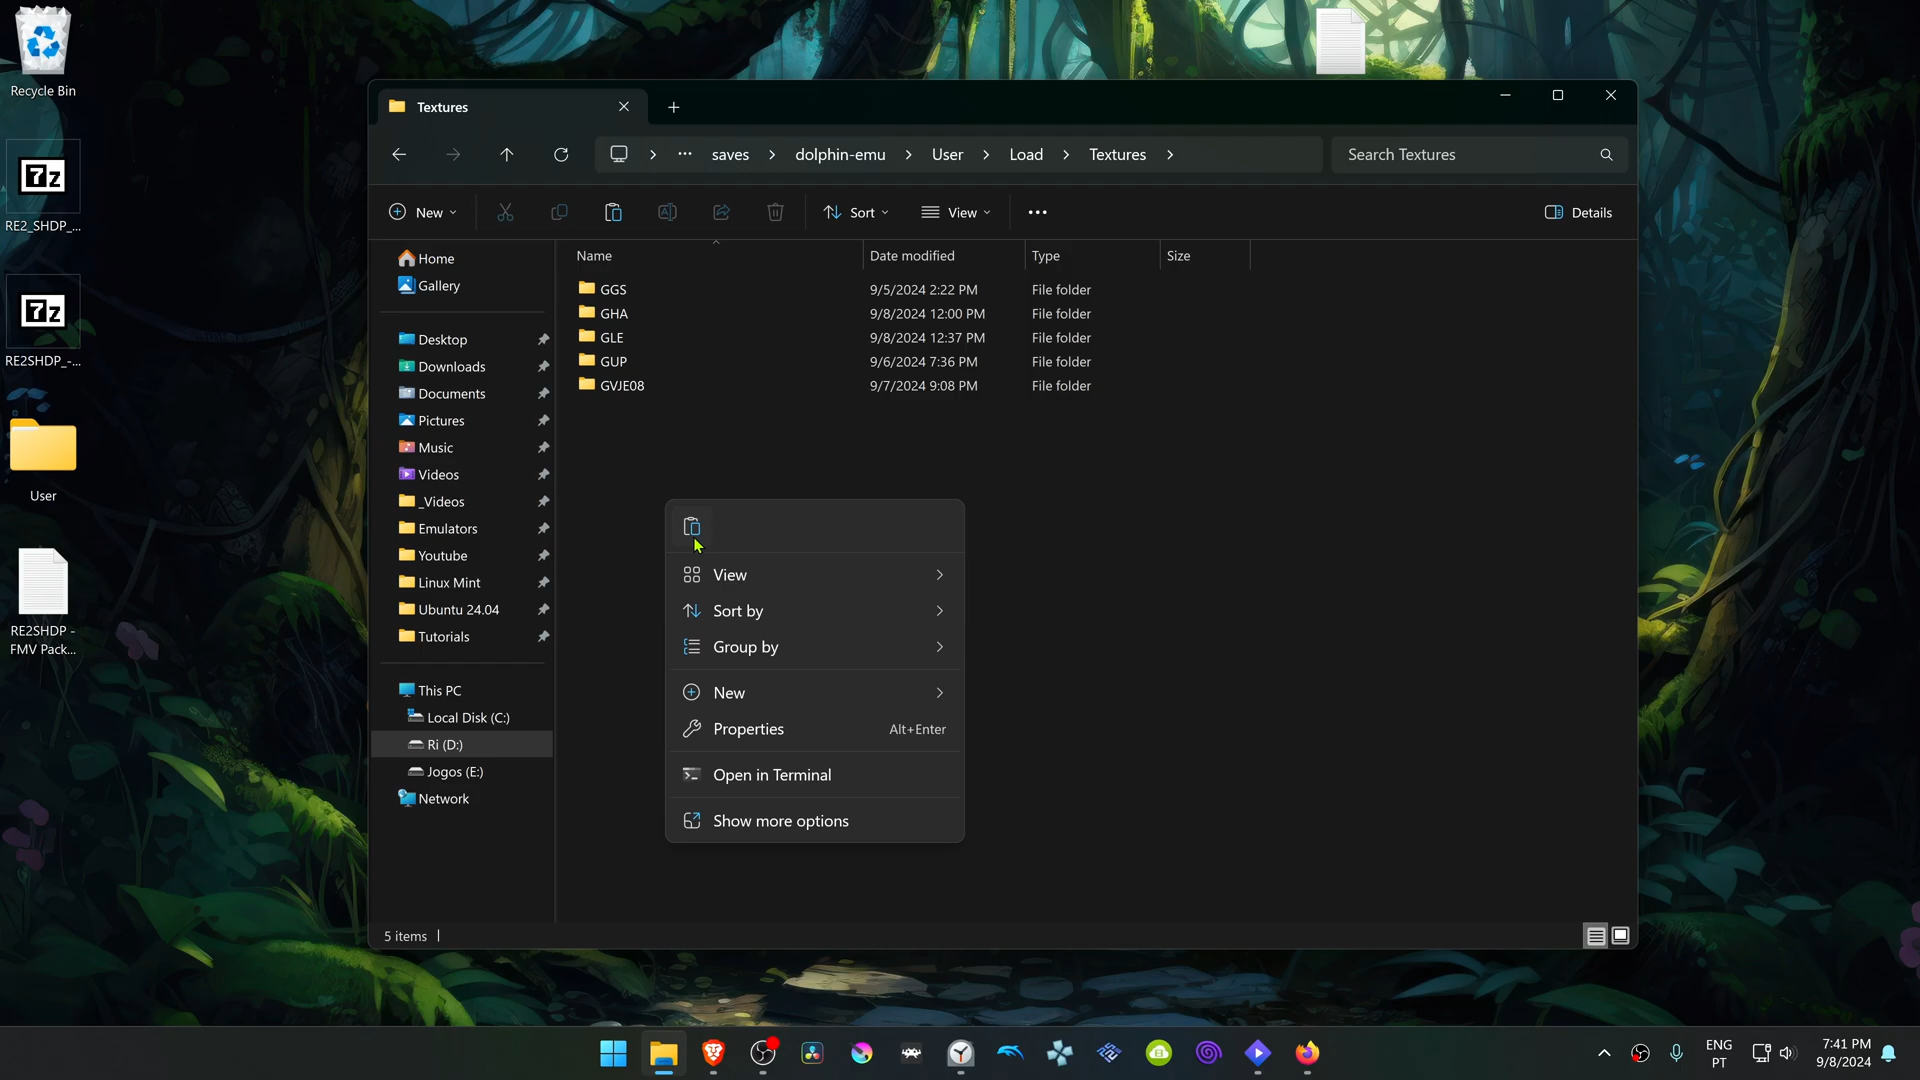 Recycle Bin
7z
RE2_SHDP_...
7z
RE2SHDP_-...
User
RE2SHDP -
FMV Pack...
Textures
saves
dolphin-emu
User
Load
Textures
Search Textures
New
Sort
View
Details
Name
Date modified
Type
Size
GGS 9/5/2024 2:22 PM File folder
GHA 9/8/2024 12:00 PM File folder
GLE 9/8/2024 12:37 PM File folder
GUP 9/6/2024 7:36 PM File folder
GVJE08 9/7/2024 9:08 PM File folder
Home
Gallery
Desktop
Downloads
Documents
Pictures
Music
Videos
_Videos
Emulators
Youtube
Linux Mint
Ubuntu 24.04
Tutorials
This PC
Local Disk (C:)
Ri (D:)
Jogos (E:)
Network
View
Sort by
Group by
New
Properties Alt+Enter
Open in Terminal
Show more options
5 items
ENG
PT
7:41 PM
9/8/2024